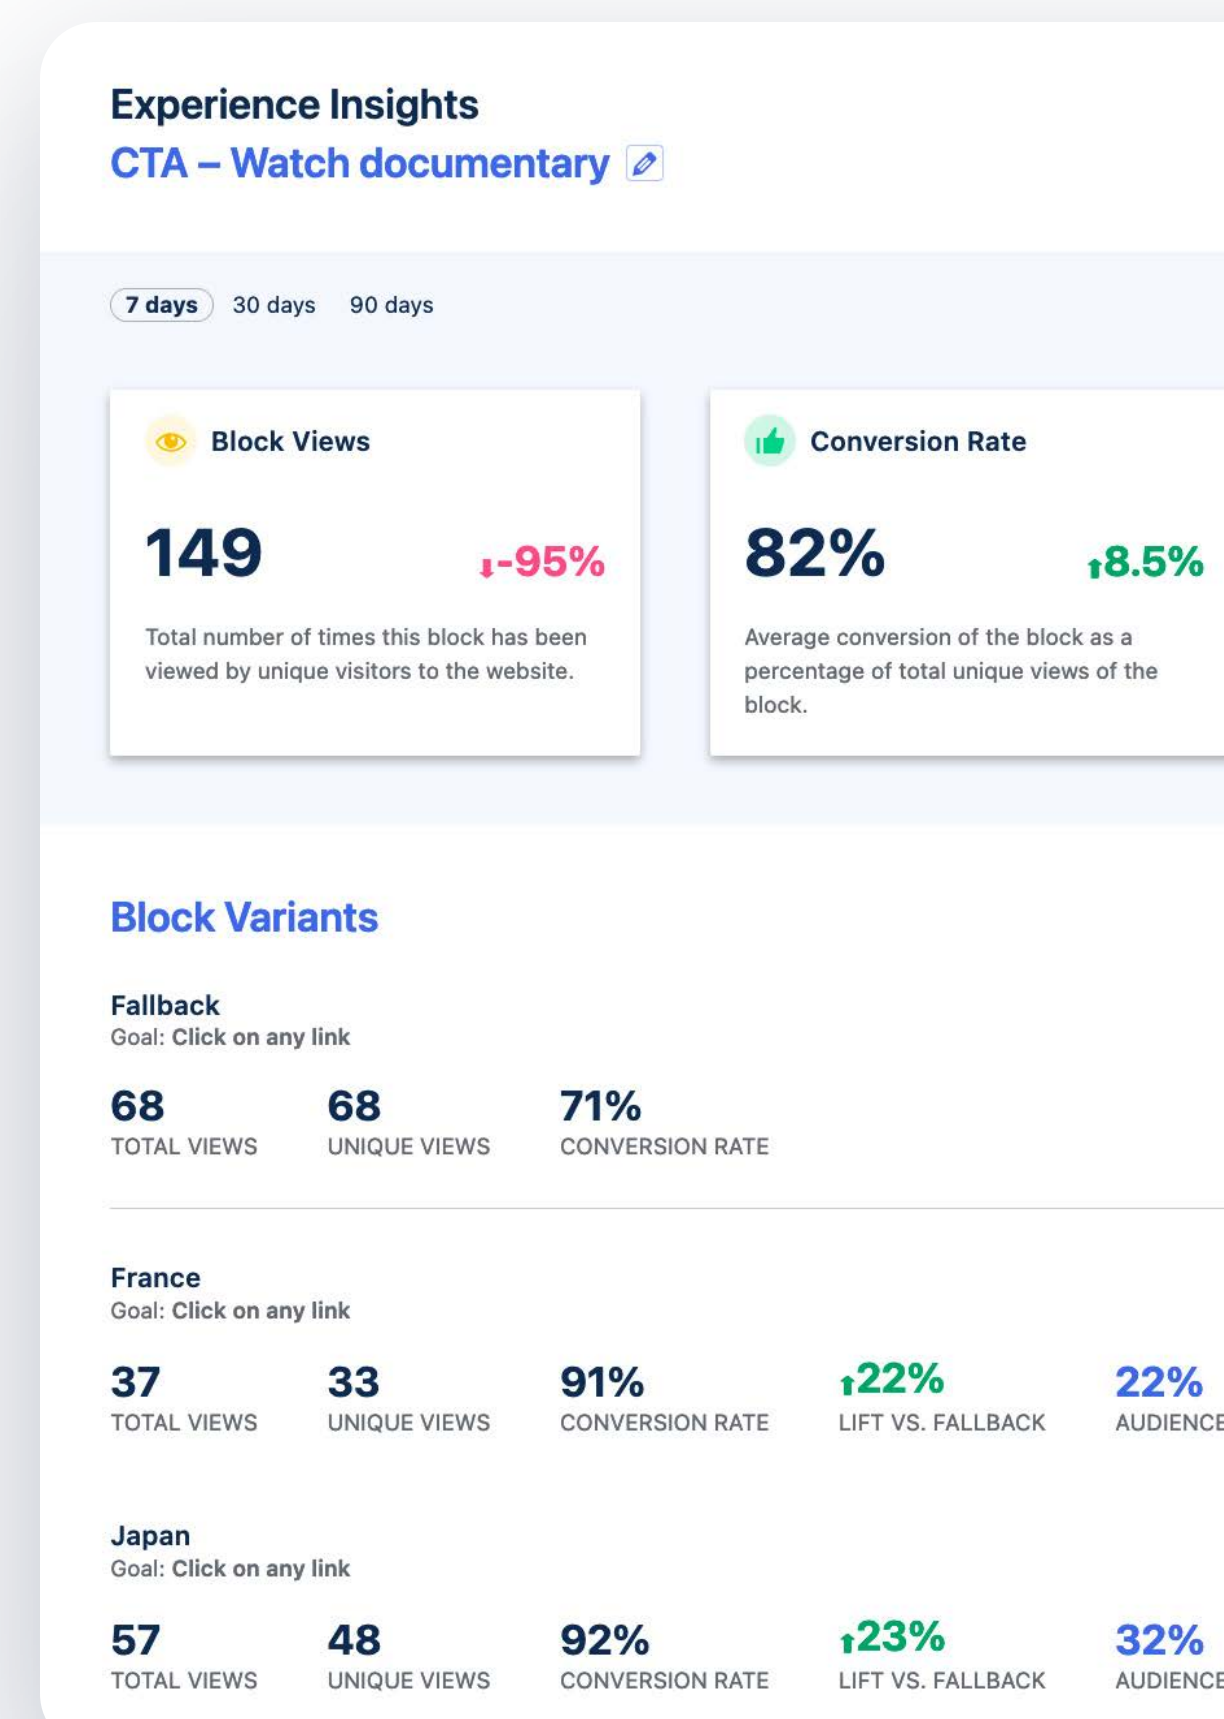 Experience Insights
CTA – Watch documentary
7 days 30 days 90 days
Block Views
149 -95%
Total number of times this block has been
viewed by unique visitors to the website.
Conversion Rate
82% 8.5%
Average conversion of the block as a
percentage of total unique views of the
block.
Block Variants
Fallback
Goal: Click on any link
68 68 71%
TOTAL VIEWS UNIQUE VIEWS CONVERSION RATE
France
Goal: Click on any link
37 33 91% 22% 22%
TOTAL VIEWS UNIQUE VIEWS CONVERSION RATE LIFT VS. FALLBACK AUDIENCE
Japan
Goal: Click on any link
57 48 92% 23% 32%
TOTAL VIEWS UNIQUE VIEWS CONVERSION RATE LIFT VS. FALLBACK AUDIENCE